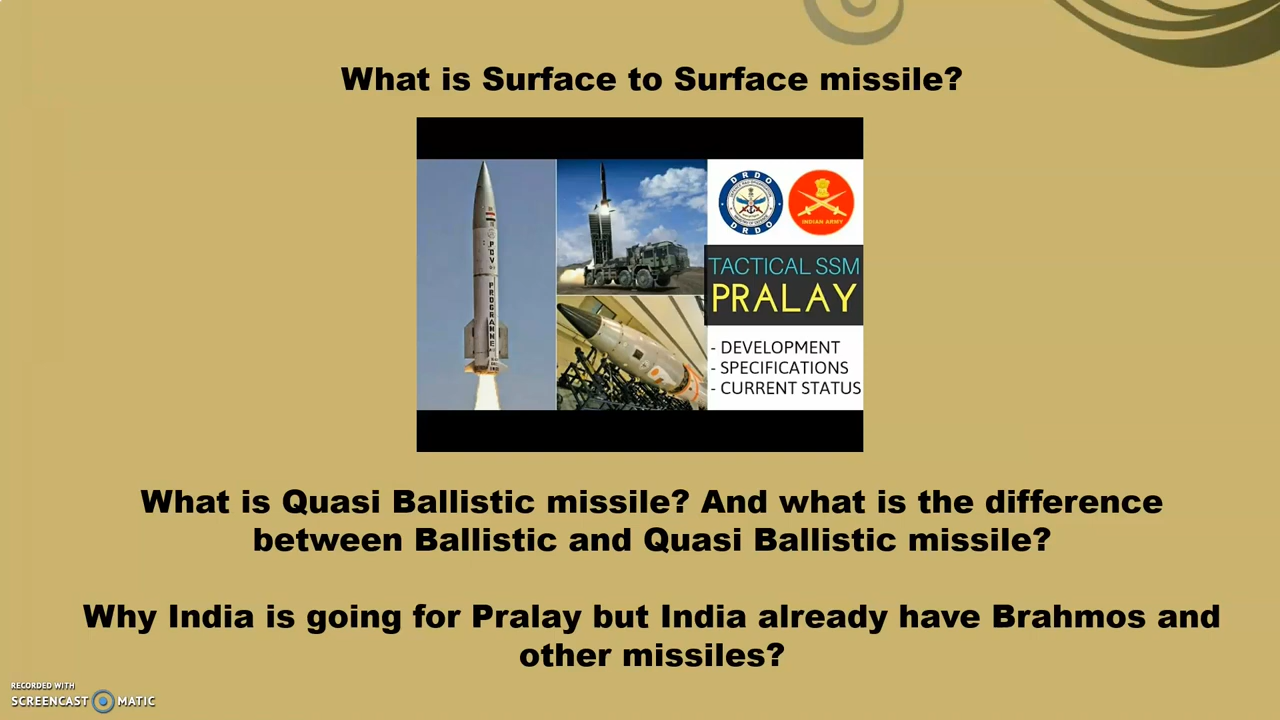 What is Surface to Surface missile?
DRDO
DRDO
INDIAN ARMY
PDV PROGRAMME
TACTICAL SSM
PRALAY
- DEVELOPMENT
- SPECIFICATIONS
- CURRENT STATUS
What is Quasi Ballistic missile? And what is the difference
between Ballistic and Quasi Ballistic missile?
Why India is going for Pralay but India already have Brahmos and
other missiles?
RECORDED WITH
SCREENCAST MATIC